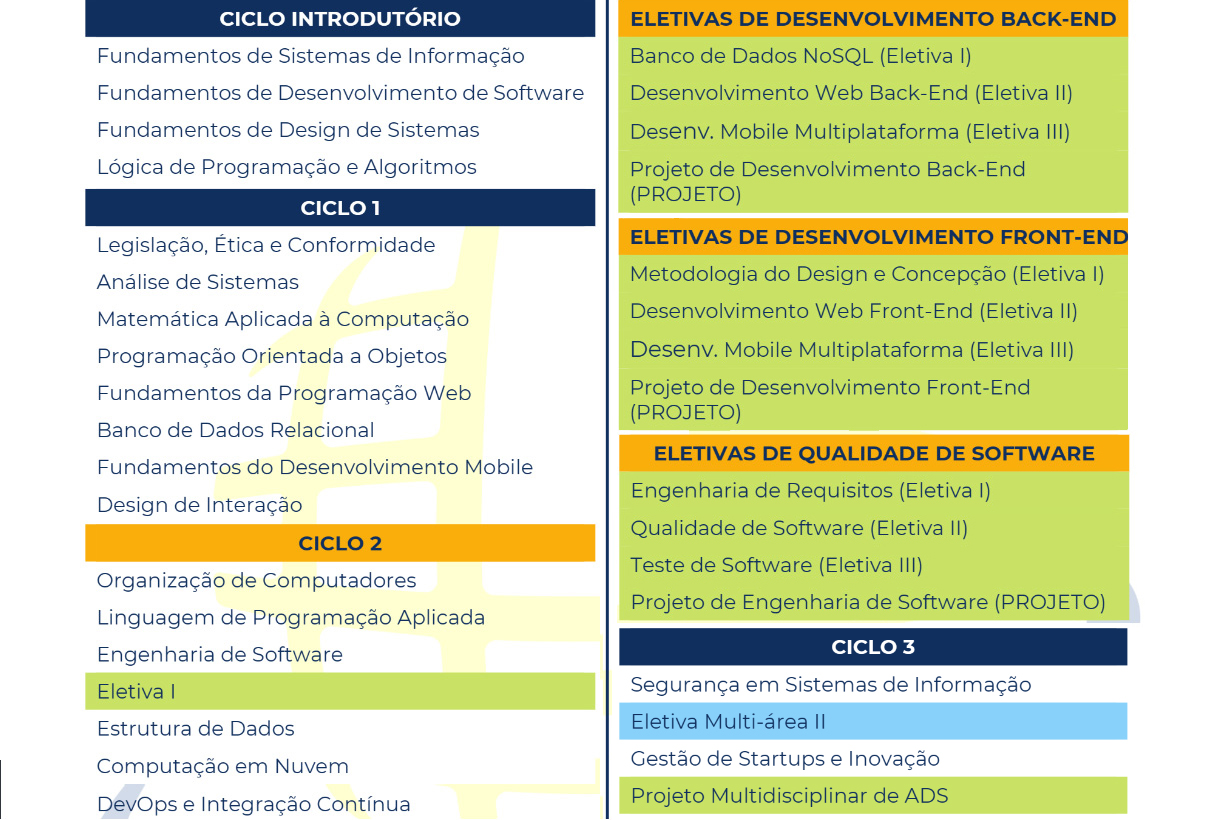 CICLO INTRODUTÓRIO
Fundamentos de Sistemas de Informação
Fundamentos de Desenvolvimento de Software
Fundamentos de Design de Sistemas
Lógica de Programação e Algoritmos
CICLO 1
Legislação, Ética e Conformidade
Análise de Sistemas
Matemática Aplicada à Computação
Programação Orientada a Objetos
Fundamentos da Programação Web
Banco de Dados Relacional
Fundamentos do Desenvolvimento Mobile
Design de Interação
CICLO 2
Organização de Computadores
Linguagem de Programação Aplicada
Engenharia de Software
Eletiva I
Estrutura de Dados
Computação em Nuvem
DevOps e Integração Contínua
ELETIVAS DE DESENVOLVIMENTO BACK-END
Banco de Dados NoSQL (Eletiva I)
Desenvolvimento Web Back-End (Eletiva II)
Desenv. Mobile Multiplataforma (Eletiva III)
Projeto de Desenvolvimento Back-End
(PROJETO)
ELETIVAS DE DESENVOLVIMENTO FRONT-END
Metodologia do Design e Concepção (Eletiva I)
Desenvolvimento Web Front-End (Eletiva II)
Desenv. Mobile Multiplataforma (Eletiva III)
Projeto de Desenvolvimento Front-End
(PROJETO)
ELETIVAS DE QUALIDADE DE SOFTWARE
Engenharia de Requisitos (Eletiva I)
Qualidade de Software (Eletiva II)
Teste de Software (Eletiva III)
Projeto de Engenharia de Software (PROJETO)
CICLO 3
Segurança em Sistemas de Informação
Eletiva Multi-área II
Gestão de Startups e Inovação
Projeto Multidisciplinar de ADS